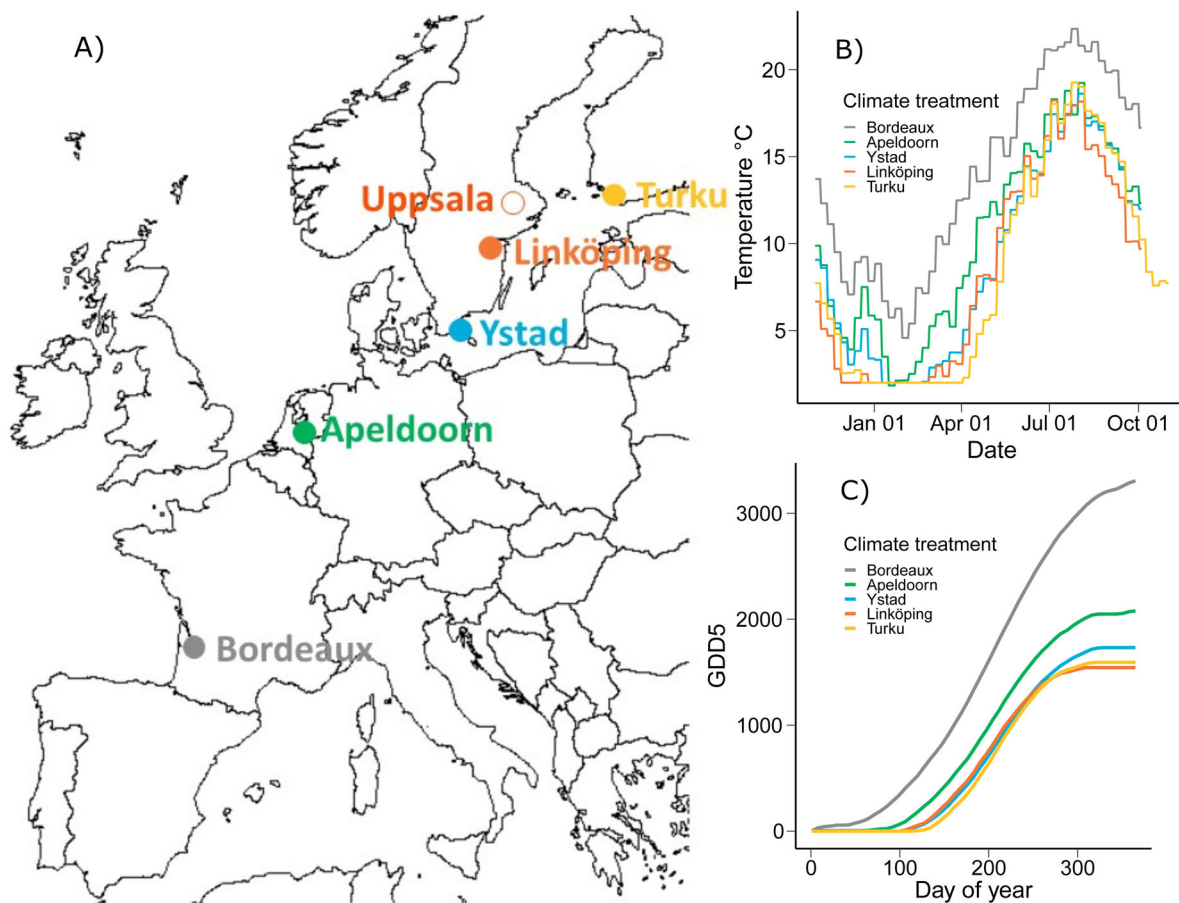 A)
Uppsala
Turku
Linköping
Ystad
Apeldoorn
Bordeaux
B)
Climate treatment
Bordeaux
Apeldoorn
Ystad
Linköping
Turku
Temperature °C
20
15
10
5
Jan 01 Apr 01 Jul 01 Oct 01
Date
C)
Climate treatment
Bordeaux
Apeldoorn
Ystad
Linköping
Turku
GDD5
3000
2000
1000
0
0 100 200 300
Day of year